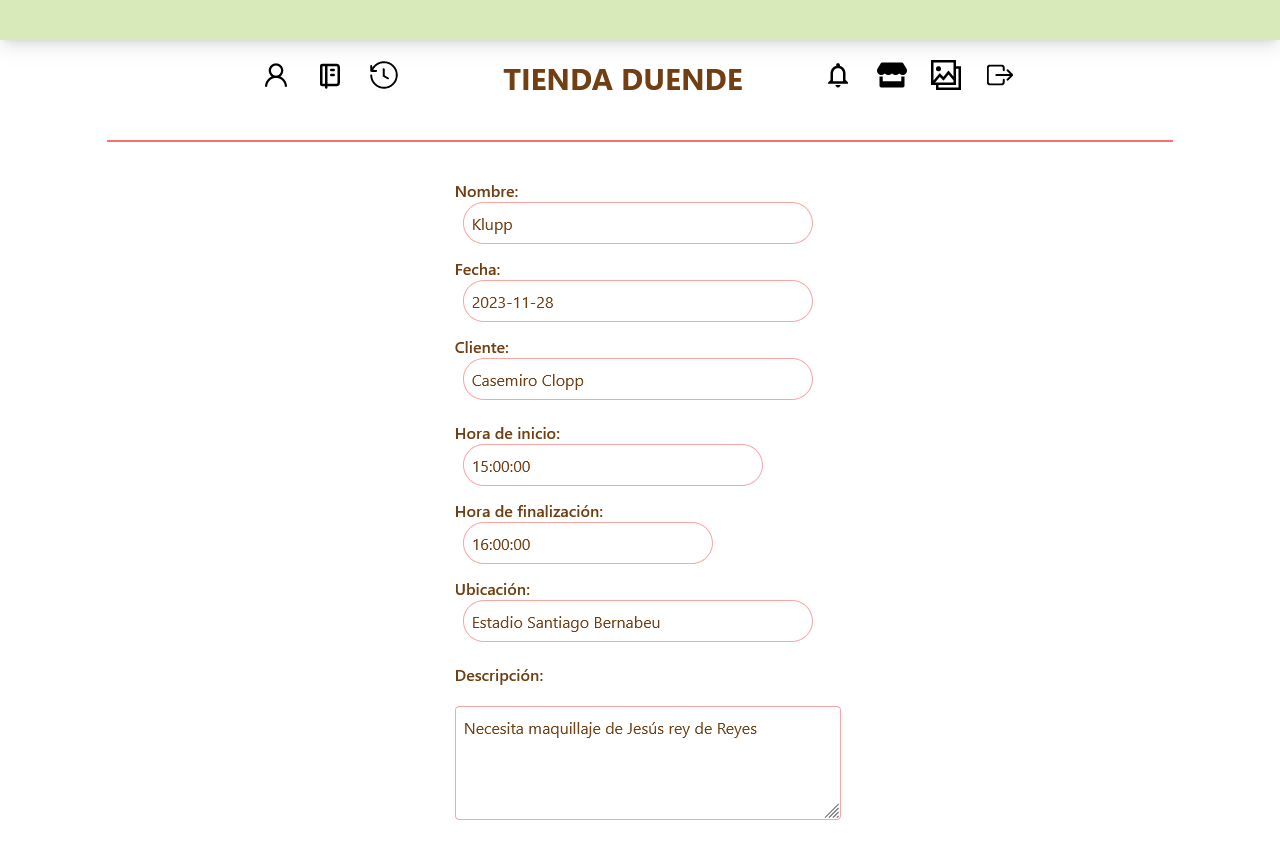 TIENDA DUENDE
Nombre:
Klupp
Fecha:
2023-11-28
Cliente:
Casemiro Clopp
Hora de inicio:
15:00:00
Hora de finalización:
16:00:00
Ubicación:
Estadio Santiago Bernabeu
Descripción:
Necesita maquillaje de Jesús rey de Reyes